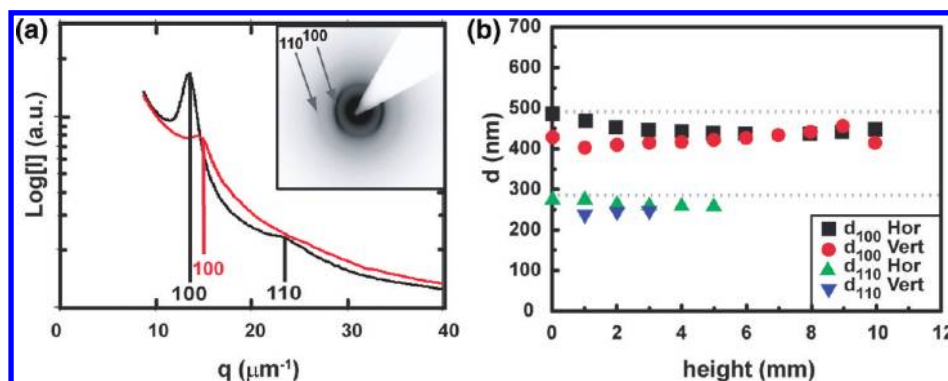 (a)
Log[I] (a.u.)
110
100
100
100
110
0
10
20
30
40
q (μm⁻¹)
(b)
d (nm)
700
600
500
400
300
200
100
0
d₁₀₀ Hor
d₁₀₀ Vert
d₁₁₀ Hor
d₁₁₀ Vert
0 2 4 6 8 10 12
height (mm)